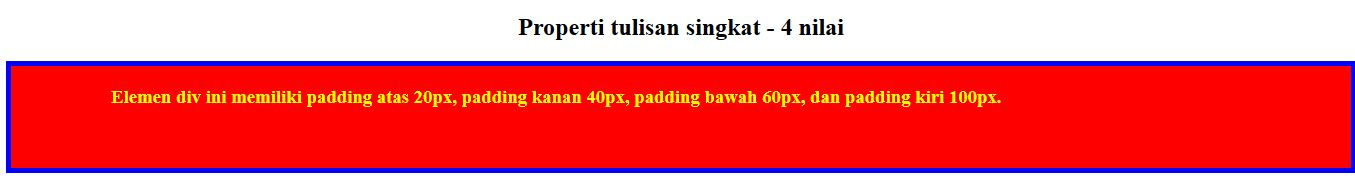 Properti tulisan singkat - 4 nilai
Elemen div ini memiliki padding atas 20px, padding kanan 40px, padding bawah 60px, dan padding kiri 100px.